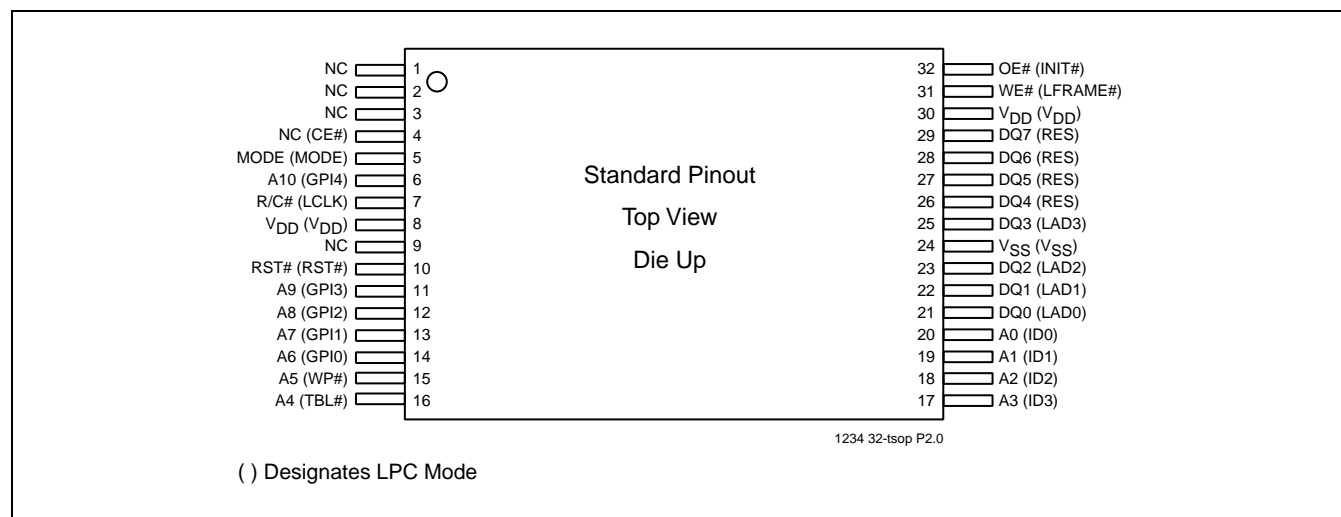 NC 1
NC 2
NC 3
NC (CE#) 4
MODE (MODE) 5
A10 (GPI4) 6
R/C# (LCLK) 7
VDD (VDD) 8
NC 9
RST# (RST#) 10
A9 (GPI3) 11
A8 (GPI2) 12
A7 (GPI1) 13
A6 (GPI0) 14
A5 (WP#) 15
A4 (TBL#) 16
Standard Pinout
Top View
Die Up
32 OE# (INIT#)
31 WE# (LFRAME#)
30 VDD (VDD)
29 DQ7 (RES)
28 DQ6 (RES)
27 DQ5 (RES)
26 DQ4 (RES)
25 DQ3 (LAD3)
24 VSS (VSS)
23 DQ2 (LAD2)
22 DQ1 (LAD1)
21 DQ0 (LAD0)
20 A0 (ID0)
19 A1 (ID1)
18 A2 (ID2)
17 A3 (ID3)
1234 32-tsop P2.0
( ) Designates LPC Mode